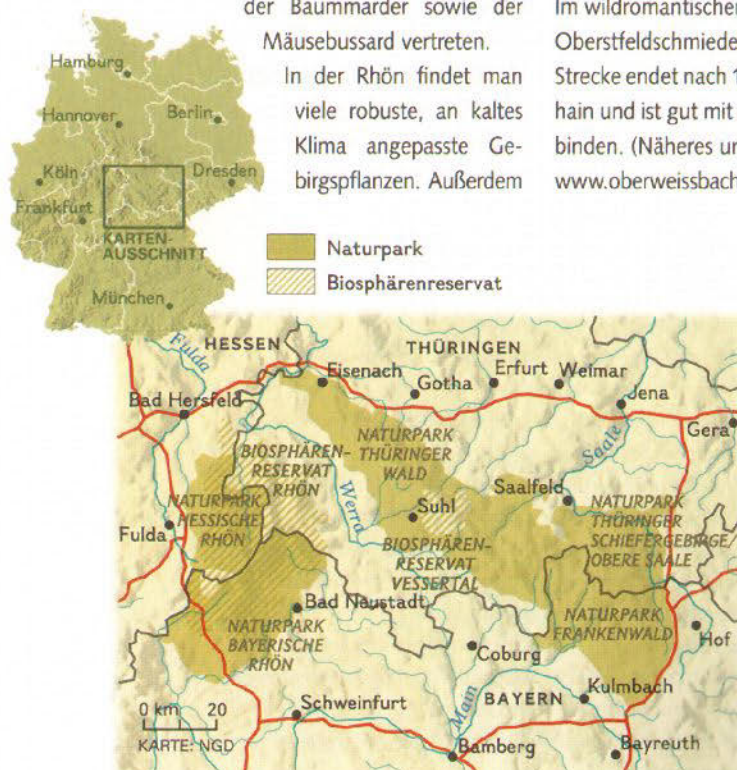 der Baummarder sowie der
Mäusebussard vertreten.
In der Rhön findet man
viele robuste, an kaltes
Klima angepasste Ge-
birgspflanzen. Außerdem
Im wildromantischen
Oberstfeldschmiede
Strecke endet nach 1
hain und ist gut mit
binden. (Näheres un
www.oberweissbach
Hamburg
Hannover
Berlin
Köln
Dresden
Frankfurt
KARTEN-
AUSSCHNITT
München
Naturpark
Biosphärenreservat
Fulda
HESSEN
THÜRINGEN
Eisenach
Gotha
Erfurt
Weimar
Jena
Gera
Bad Hersfeld
BIOSPHÄREN-
RESERVAT
RHÖN
NATURPARK
THÜRINGER
WALD
Saale
Werra
Suhl
Saalfeld
NATURPARK
HESSISCHE
RHÖN
Fulda
BIOSPHÄREN-
RESERVAT
VESSERTAL
NATURPARK
THÜRINGER
SCHIEFERGEBIRGE/
OBERE SAALE
Bad Neustadt
NATURPARK
BAYERISCHE
RHÖN
NATURPARK
FRANKENWALD
Hof
Coburg
Main
BAYERN
Kulmbach
0 km 20
KARTE: NGD
Schweinfurt
Bamberg
Bayreuth